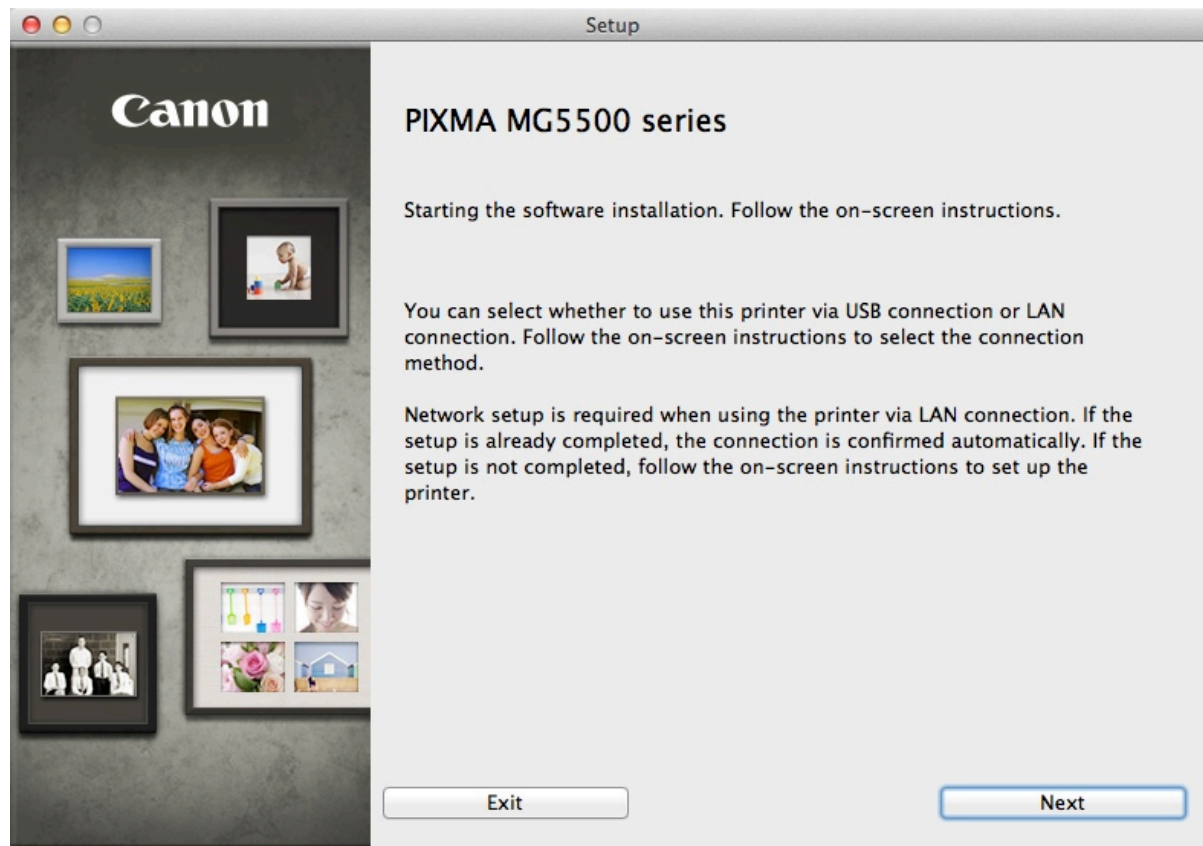 Setup
Canon
PIXMA MG5500 series
Starting the software installation. Follow the on-screen instructions.
You can select whether to use this printer via USB connection or LAN
connection. Follow the on-screen instructions to select the connection
method.
Network setup is required when using the printer via LAN connection. If the
setup is already completed, the connection is confirmed automatically. If the
setup is not completed, follow the on-screen instructions to set up the
printer.
Exit
Next